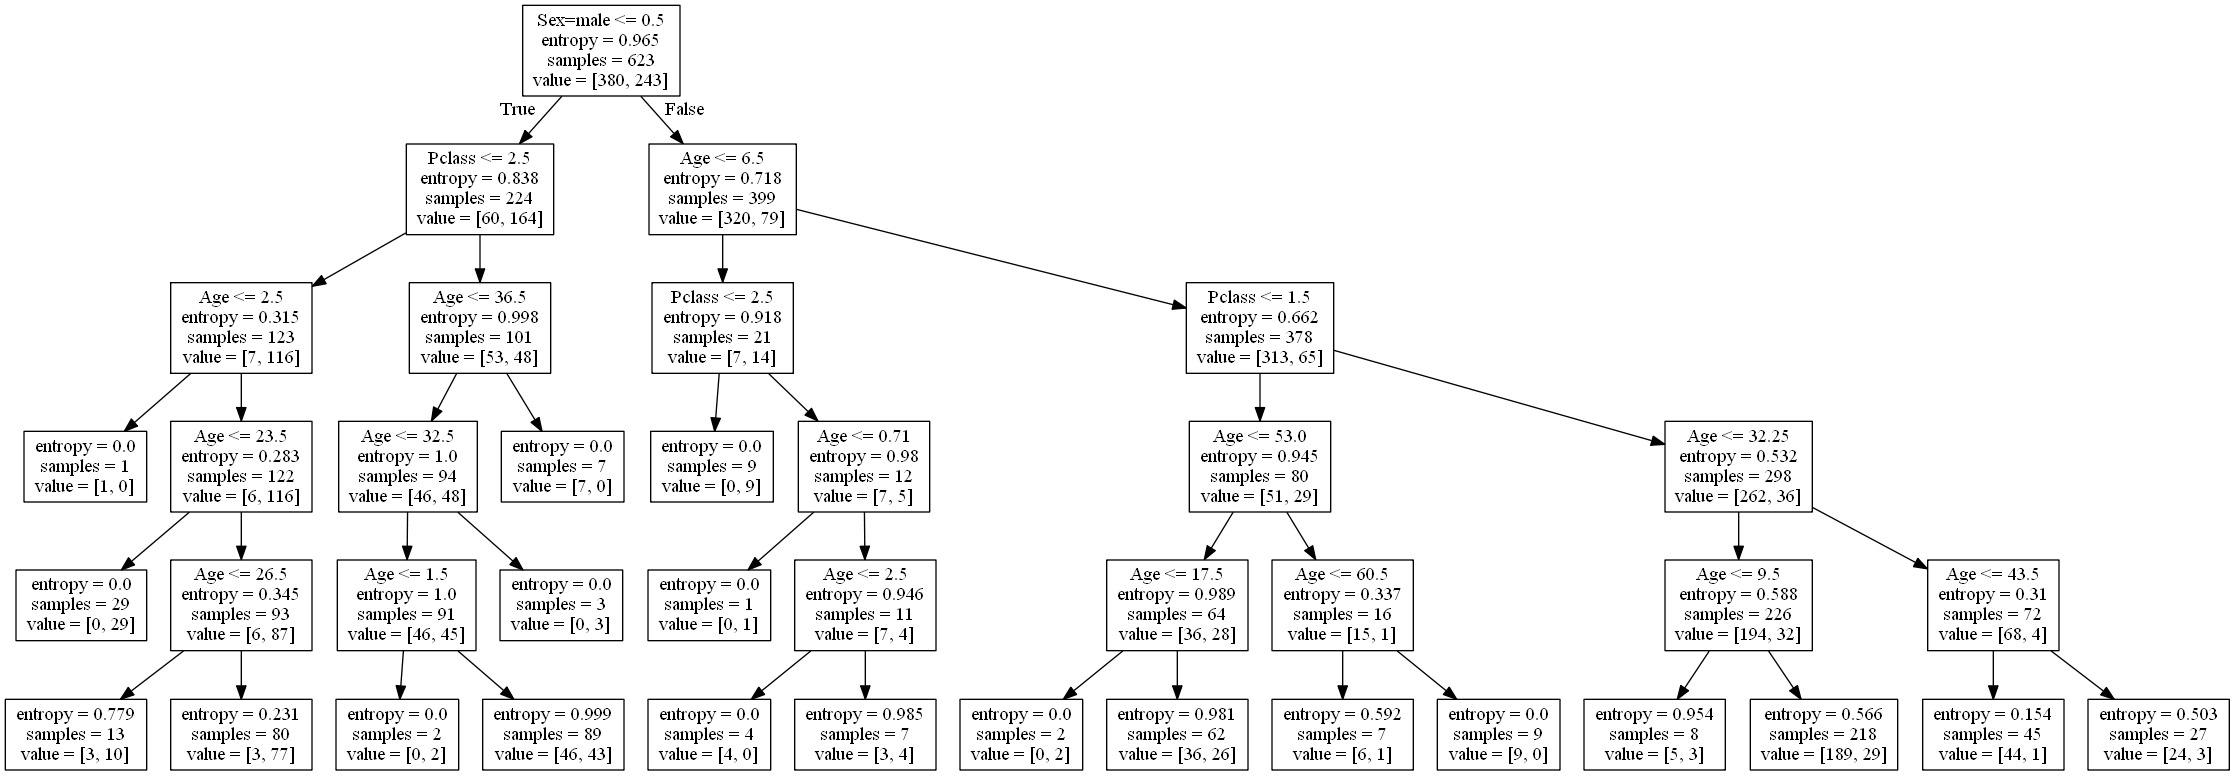 Sex=male <= 0.5
entropy = 0.965
samples = 623
value = [380, 243]
True
False
Pclass <= 2.5
entropy = 0.838
samples = 224
value = [60, 164]
Age <= 6.5
entropy = 0.718
samples = 399
value = [320, 79]
Age <= 2.5
entropy = 0.315
samples = 123
value = [7, 116]
Age <= 36.5
entropy = 0.998
samples = 101
value = [53, 48]
Pclass <= 2.5
entropy = 0.918
samples = 21
value = [7, 14]
Pclass <= 1.5
entropy = 0.662
samples = 378
value = [313, 65]
entropy = 0.0
samples = 1
value = [1, 0]
Age <= 23.5
entropy = 0.283
samples = 122
value = [6, 116]
Age <= 32.5
entropy = 1.0
samples = 94
value = [46, 48]
entropy = 0.0
samples = 7
value = [7, 0]
entropy = 0.0
samples = 9
value = [0, 9]
Age <= 0.71
entropy = 0.98
samples = 12
value = [7, 5]
Age <= 53.0
entropy = 0.945
samples = 80
value = [51, 29]
Age <= 32.25
entropy = 0.532
samples = 298
value = [262, 36]
entropy = 0.0
samples = 29
value = [0, 29]
Age <= 26.5
entropy = 0.345
samples = 93
value = [6, 87]
Age <= 1.5
entropy = 1.0
samples = 91
value = [46, 45]
entropy = 0.0
samples = 3
value = [0, 3]
entropy = 0.0
samples = 1
value = [0, 1]
Age <= 2.5
entropy = 0.946
samples = 11
value = [7, 4]
Age <= 17.5
entropy = 0.989
samples = 64
value = [36, 28]
Age <= 60.5
entropy = 0.337
samples = 16
value = [15, 1]
Age <= 9.5
entropy = 0.588
samples = 226
value = [194, 32]
Age <= 43.5
entropy = 0.31
samples = 72
value = [68, 4]
entropy = 0.779
samples = 13
value = [3, 10]
entropy = 0.231
samples = 80
value = [3, 77]
entropy = 0.0
samples = 2
value = [0, 2]
entropy = 0.999
samples = 89
value = [46, 43]
entropy = 0.0
samples = 4
value = [4, 0]
entropy = 0.985
samples = 7
value = [3, 4]
entropy = 0.0
samples = 2
value = [0, 2]
entropy = 0.981
samples = 62
value = [36, 26]
entropy = 0.592
samples = 7
value = [6, 1]
entropy = 0.0
samples = 9
value = [9, 0]
entropy = 0.954
samples = 8
value = [5, 3]
entropy = 0.566
samples = 218
value = [189, 29]
entropy = 0.154
samples = 45
value = [44, 1]
entropy = 0.503
samples = 27
value = [24, 3]